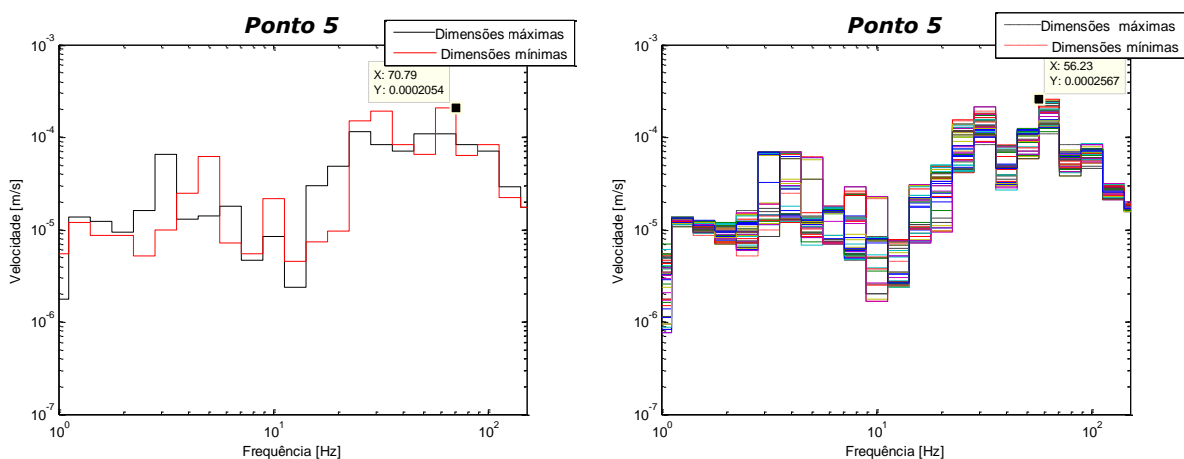 Ponto 5
Dimensões máximas
Dimensões mínimas
X: 70.79
Y: 0.0002054
10^-3
10^-4
10^-5
10^-6
10^-7
Velocidade [m/s]
10^0
10^1
10^2
Frequência [Hz]
Ponto 5
Dimensões máximas
Dimensões mínimas
X: 56.23
Y: 0.0002567
10^-3
10^-4
10^-5
10^-6
10^-7
Velocidade [m/s]
10^0
10^1
10^2
Frequência [Hz]